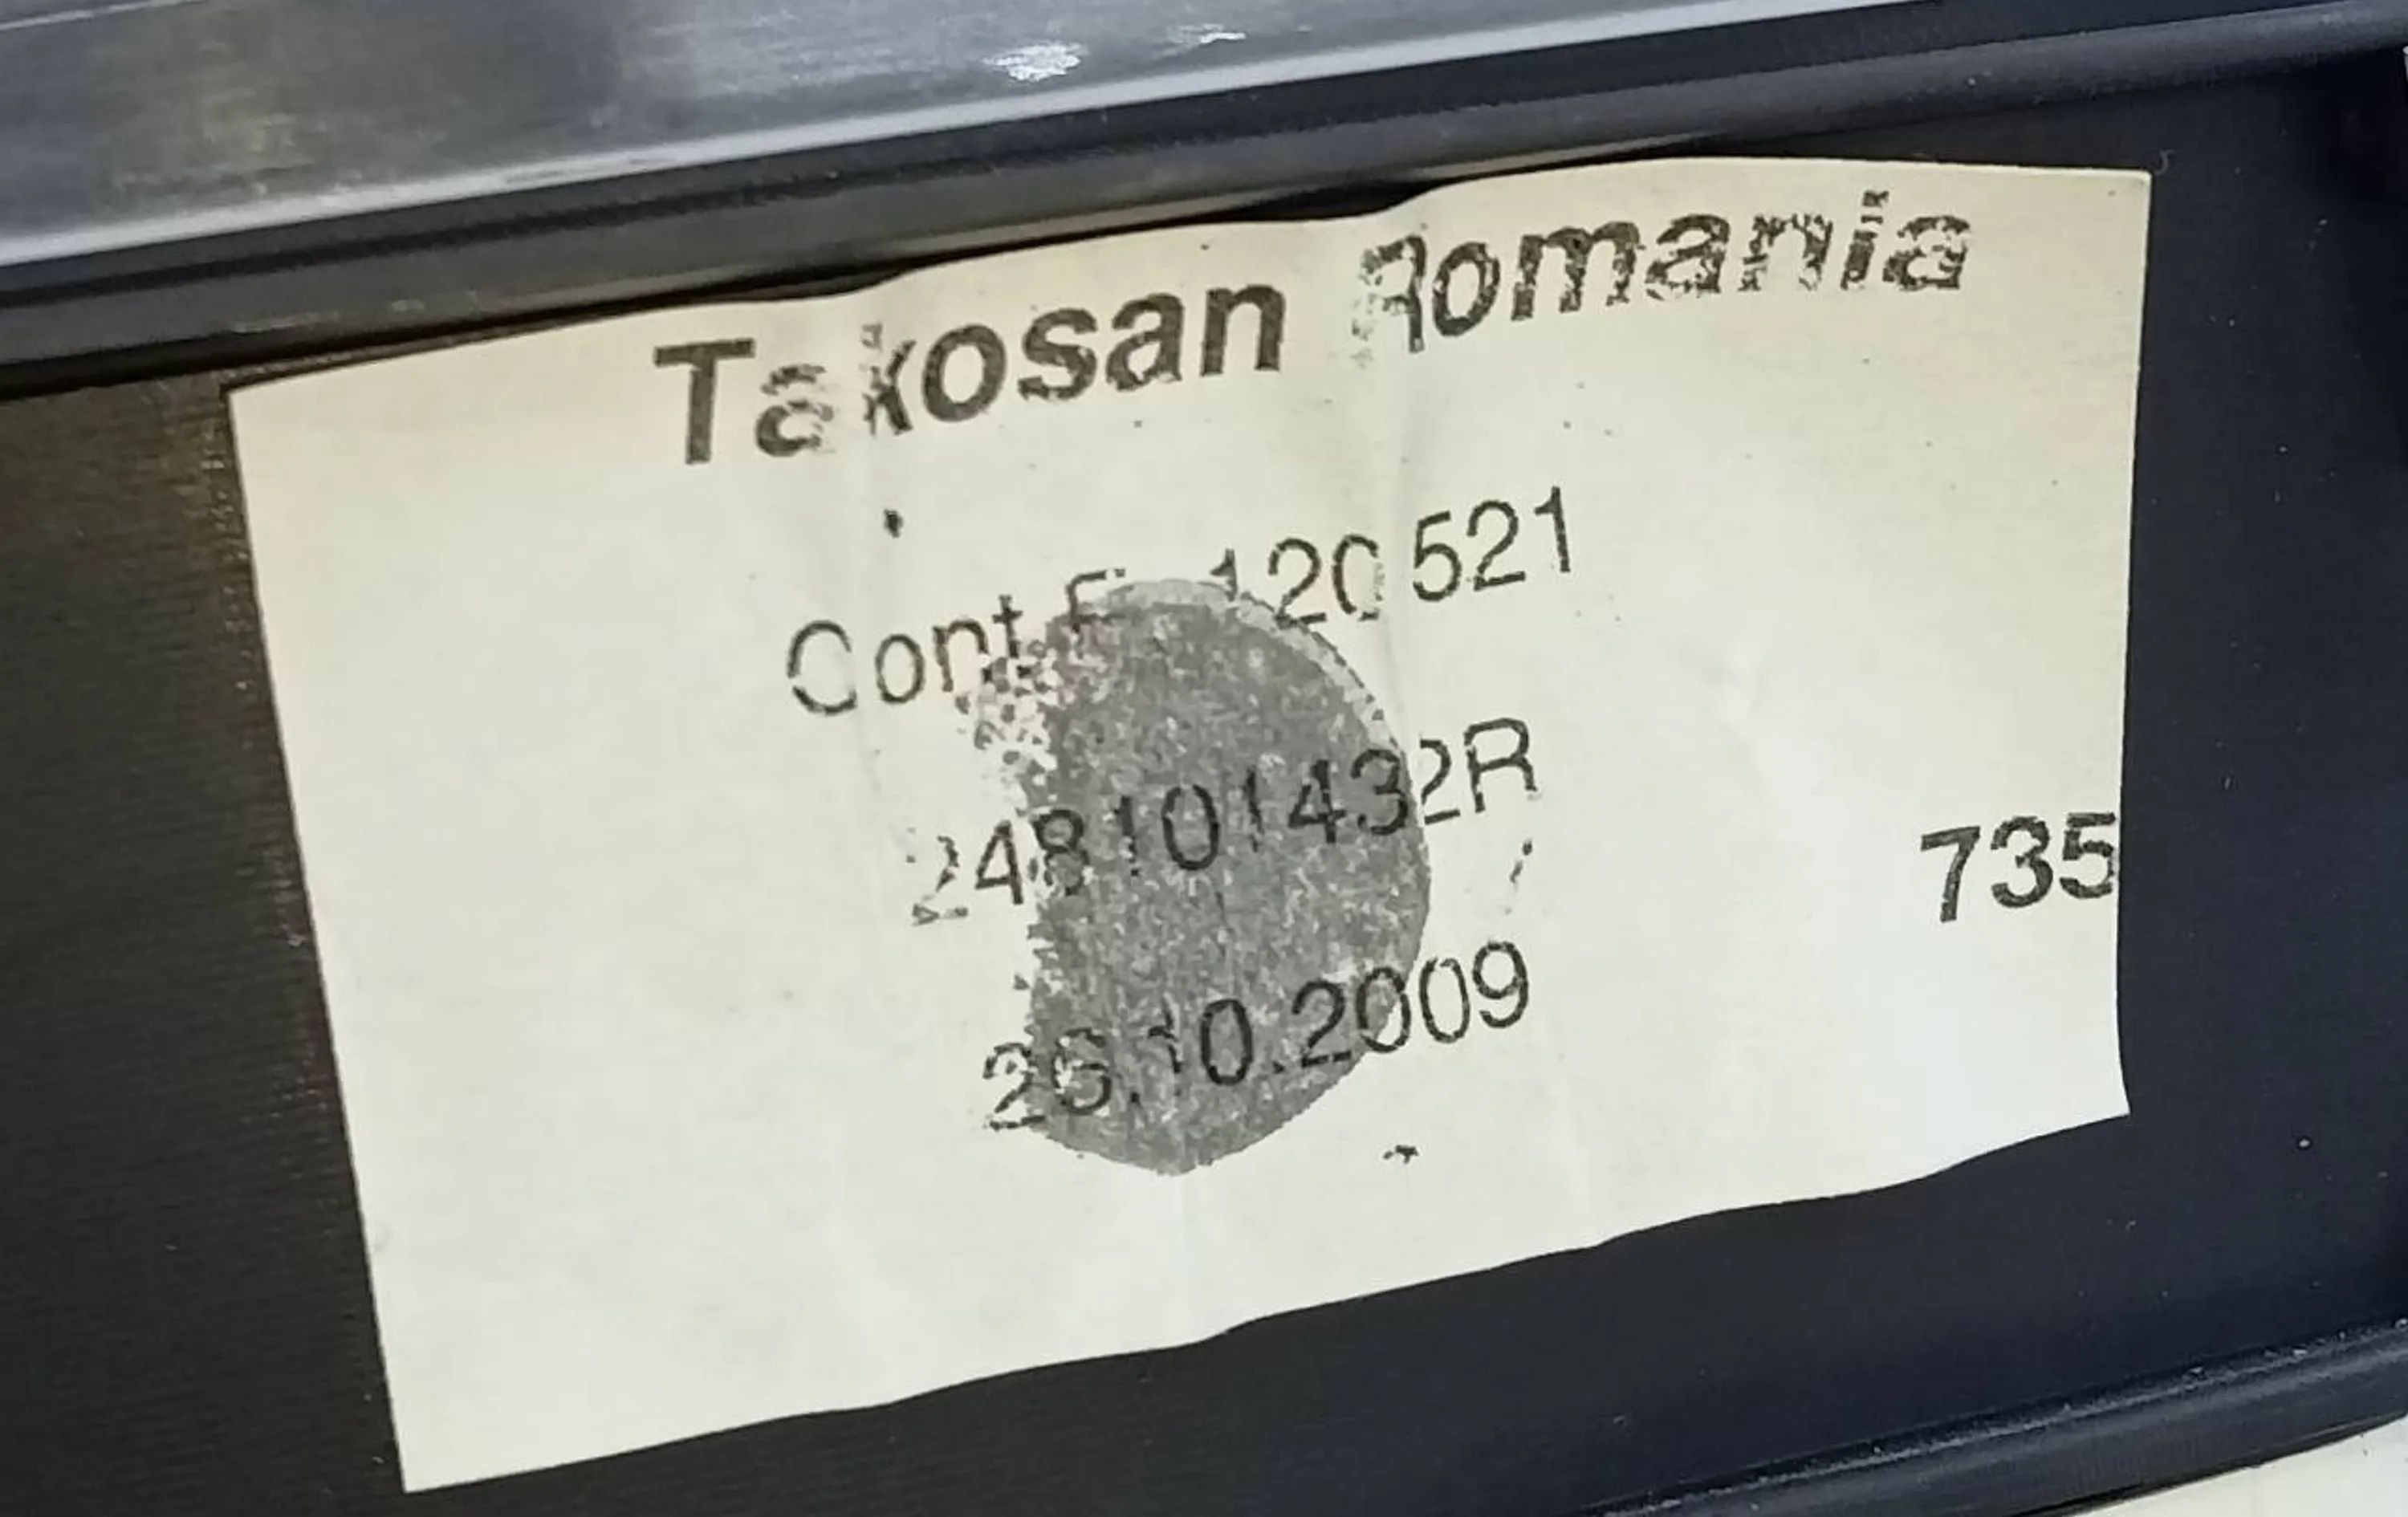 Takosan Romania
Cont 120521
248101432R
735
26.10.2009